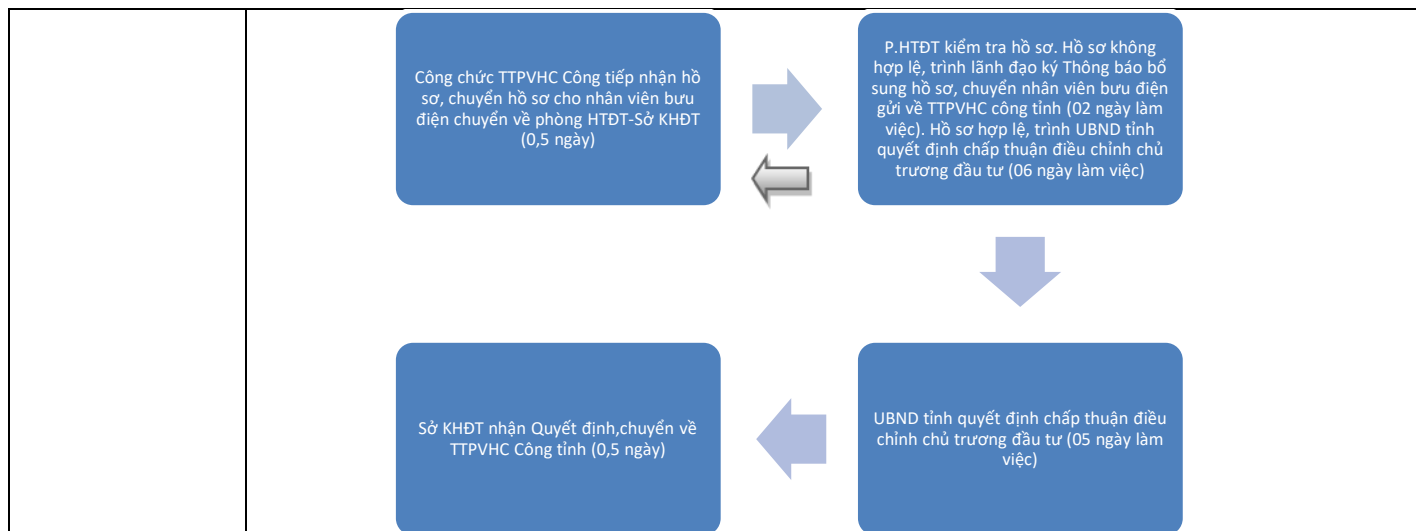 Công chức TTPVHC Công tiếp nhận hồ
sơ, chuyển hồ sơ cho nhân viên bưu
điện chuyển về phòng HTĐT-Sở KHĐT
(0,5 ngày)
P.HTĐT kiểm tra hồ sơ. Hồ sơ không
hợp lệ, trình lãnh đạo ký Thông báo bổ
sung hồ sơ, chuyển nhân viên bưu điện
gửi về TTPVHC công tỉnh (02 ngày làm
việc). Hồ sơ hợp lệ, trình UBND tỉnh
quyết định chấp thuận điều chỉnh chủ
trương đầu tư (06 ngày làm việc)
UBND tỉnh quyết định chấp thuận điều
chỉnh chủ trương đầu tư (05 ngày làm
việc)
Sở KHĐT nhận Quyết định,chuyển về
TTPVHC Công tỉnh (0,5 ngày)